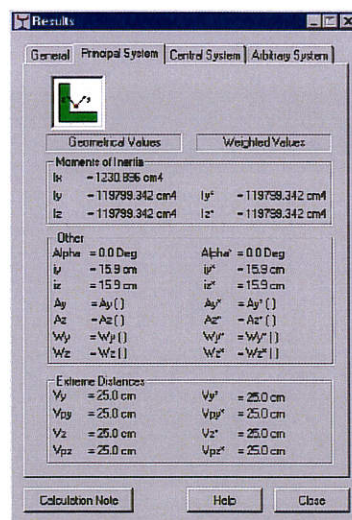 Results
General Principal System Central System Arbitrary System
Geometrical Values Weighted Values
Moments of Inertia
Ix = 1230.896 cm4
Iy = 119799.342 cm4 Iy* = 119799.342 cm4
Iz = 119799.342 cm4 Iz* = 119799.342 cm4
Other
Alpha = 0.0 Deg Alpha* = 0.0 Deg
iy = 15.9 cm iy* = 15.9 cm
iz = 15.9 cm iz* = 15.9 cm
Ay = Ay () Ay* = Ay* ()
Az = Az () Az* = Az* ()
Wy = Wy () Wy* = Wy* ()
Wz = Wz () Wz* = Wz* ()
Extreme Distances
Vy = 25.0 cm Vy* = 25.0 cm
Vpy = 25.0 cm Vpy* = 25.0 cm
Vz = 25.0 cm Vz* = 25.0 cm
Vpz = 25.0 cm Vpz* = 25.0 cm
Calculation Note Help Close